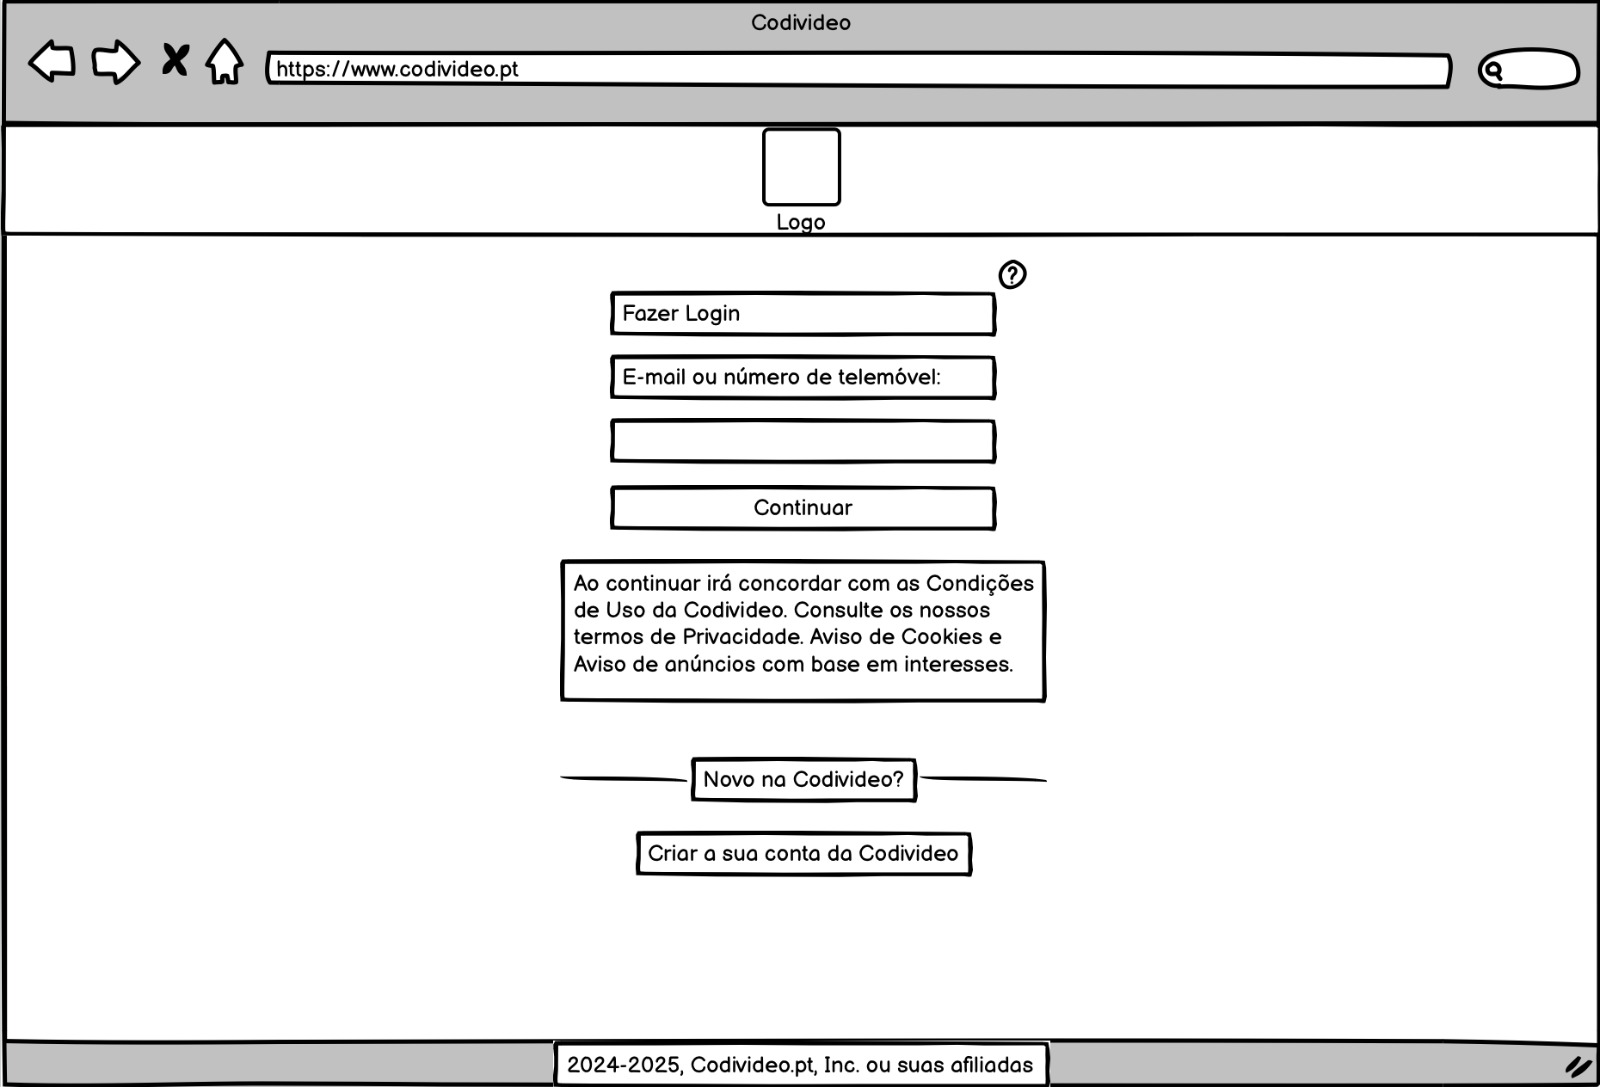 Codivideo
https://www.codivideo.pt
Logo
?
Fazer Login
E-mail ou número de telemóvel:
Continuar
Ao continuar irá concordar com as Condições
de Uso da Codivideo. Consulte os nossos
termos de Privacidade. Aviso de Cookies e
Aviso de anúncios com base em interesses.
Novo na Codivideo?
Criar a sua conta da Codivideo
2024-2025, Codivideo.pt, Inc. ou suas afiliadas